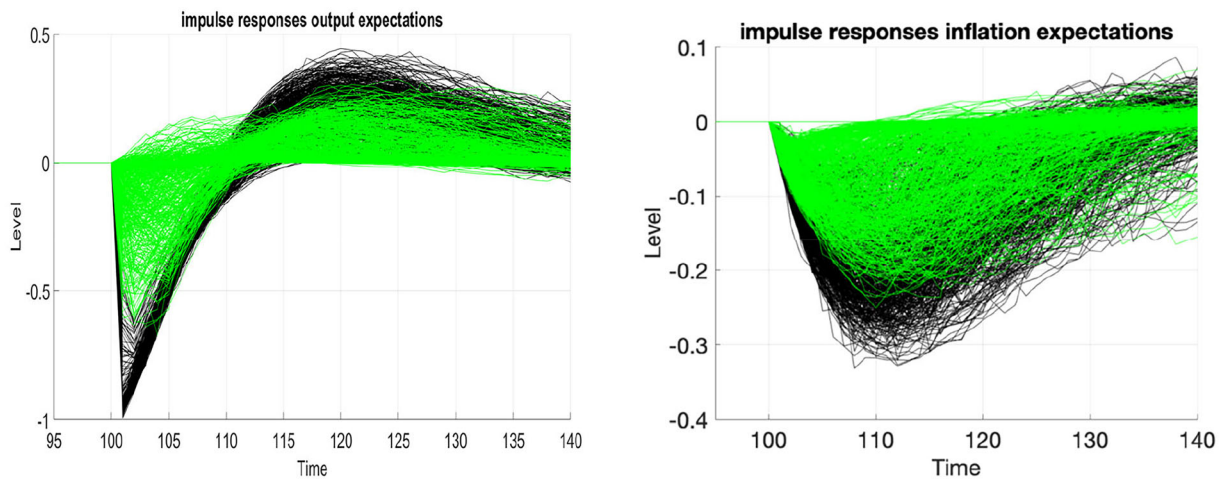 impulse responses output expectations
0.5
0
-0.5
-1
Level
95 100 105 110 115 120 125 130 135 140
Time
impulse responses inflation expectations
0.1
0
-0.1
-0.2
-0.3
-0.4
Level
100 110 120 130 140
Time